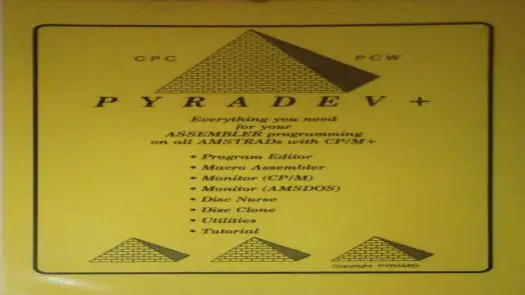 CPC PCW
PYRADEV+
Everything you need
for your
ASSEMBLER programming
on all AMSTRADs with CP/M+
• Program Editor
• Macro Assembler
• Monitor (CP/M)
• Monitor (AMSDOS)
• Disc Nurse
• Disc Clone
• Utilities
• Tutorial
Copyright PYRAMID